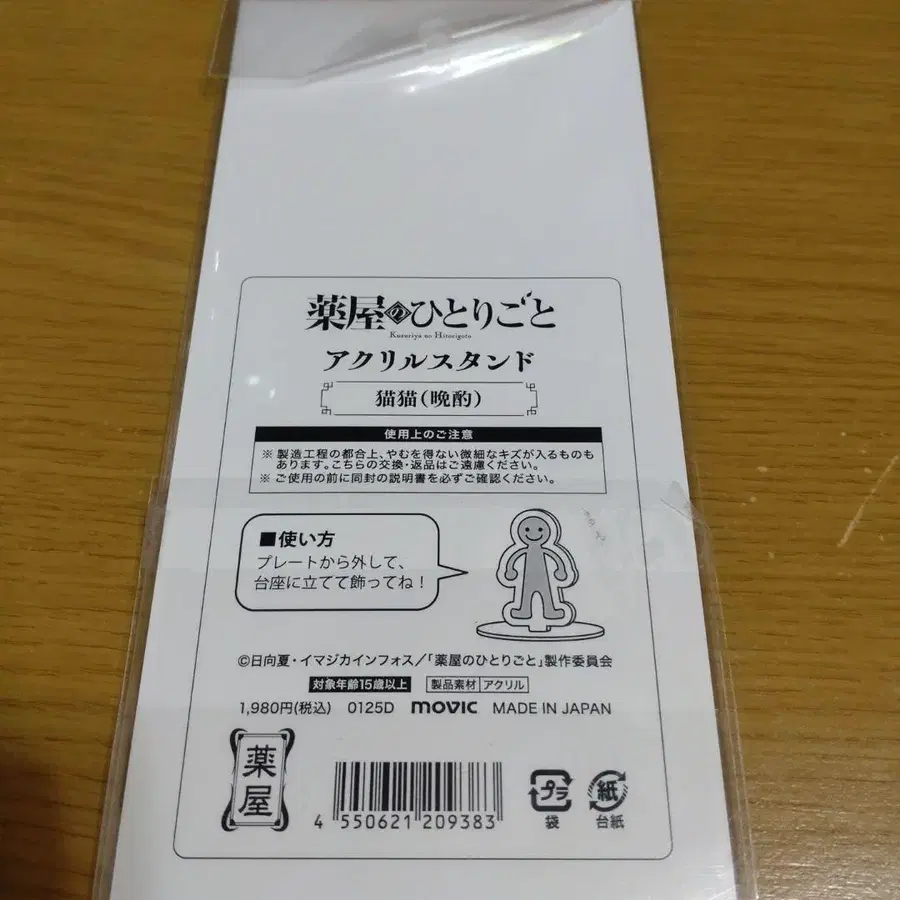 薬屋のひとりごと
Kusuriya no Hitorigoto
アクリルスタンド
猫猫(晩酌)
使用上のご注意
※ 製造工程の都合上、やむを得ない微細なキズが入るものも
あります。こちらの交換・返品はご遠慮ください。
※ ご使用の前に同封の説明書を必ずご確認ください。
■使い方
プレートから外して、
台座に立てて飾ってね!
©日向夏・イマジカインフォス/「薬屋のひとりごと」製作委員会
対象年齢15歳以上 製品素材 アクリル
1,980円(税込) 0125D movic MADE IN JAPAN
薬屋
4 550621 209383
プラ 紙
袋 台紙